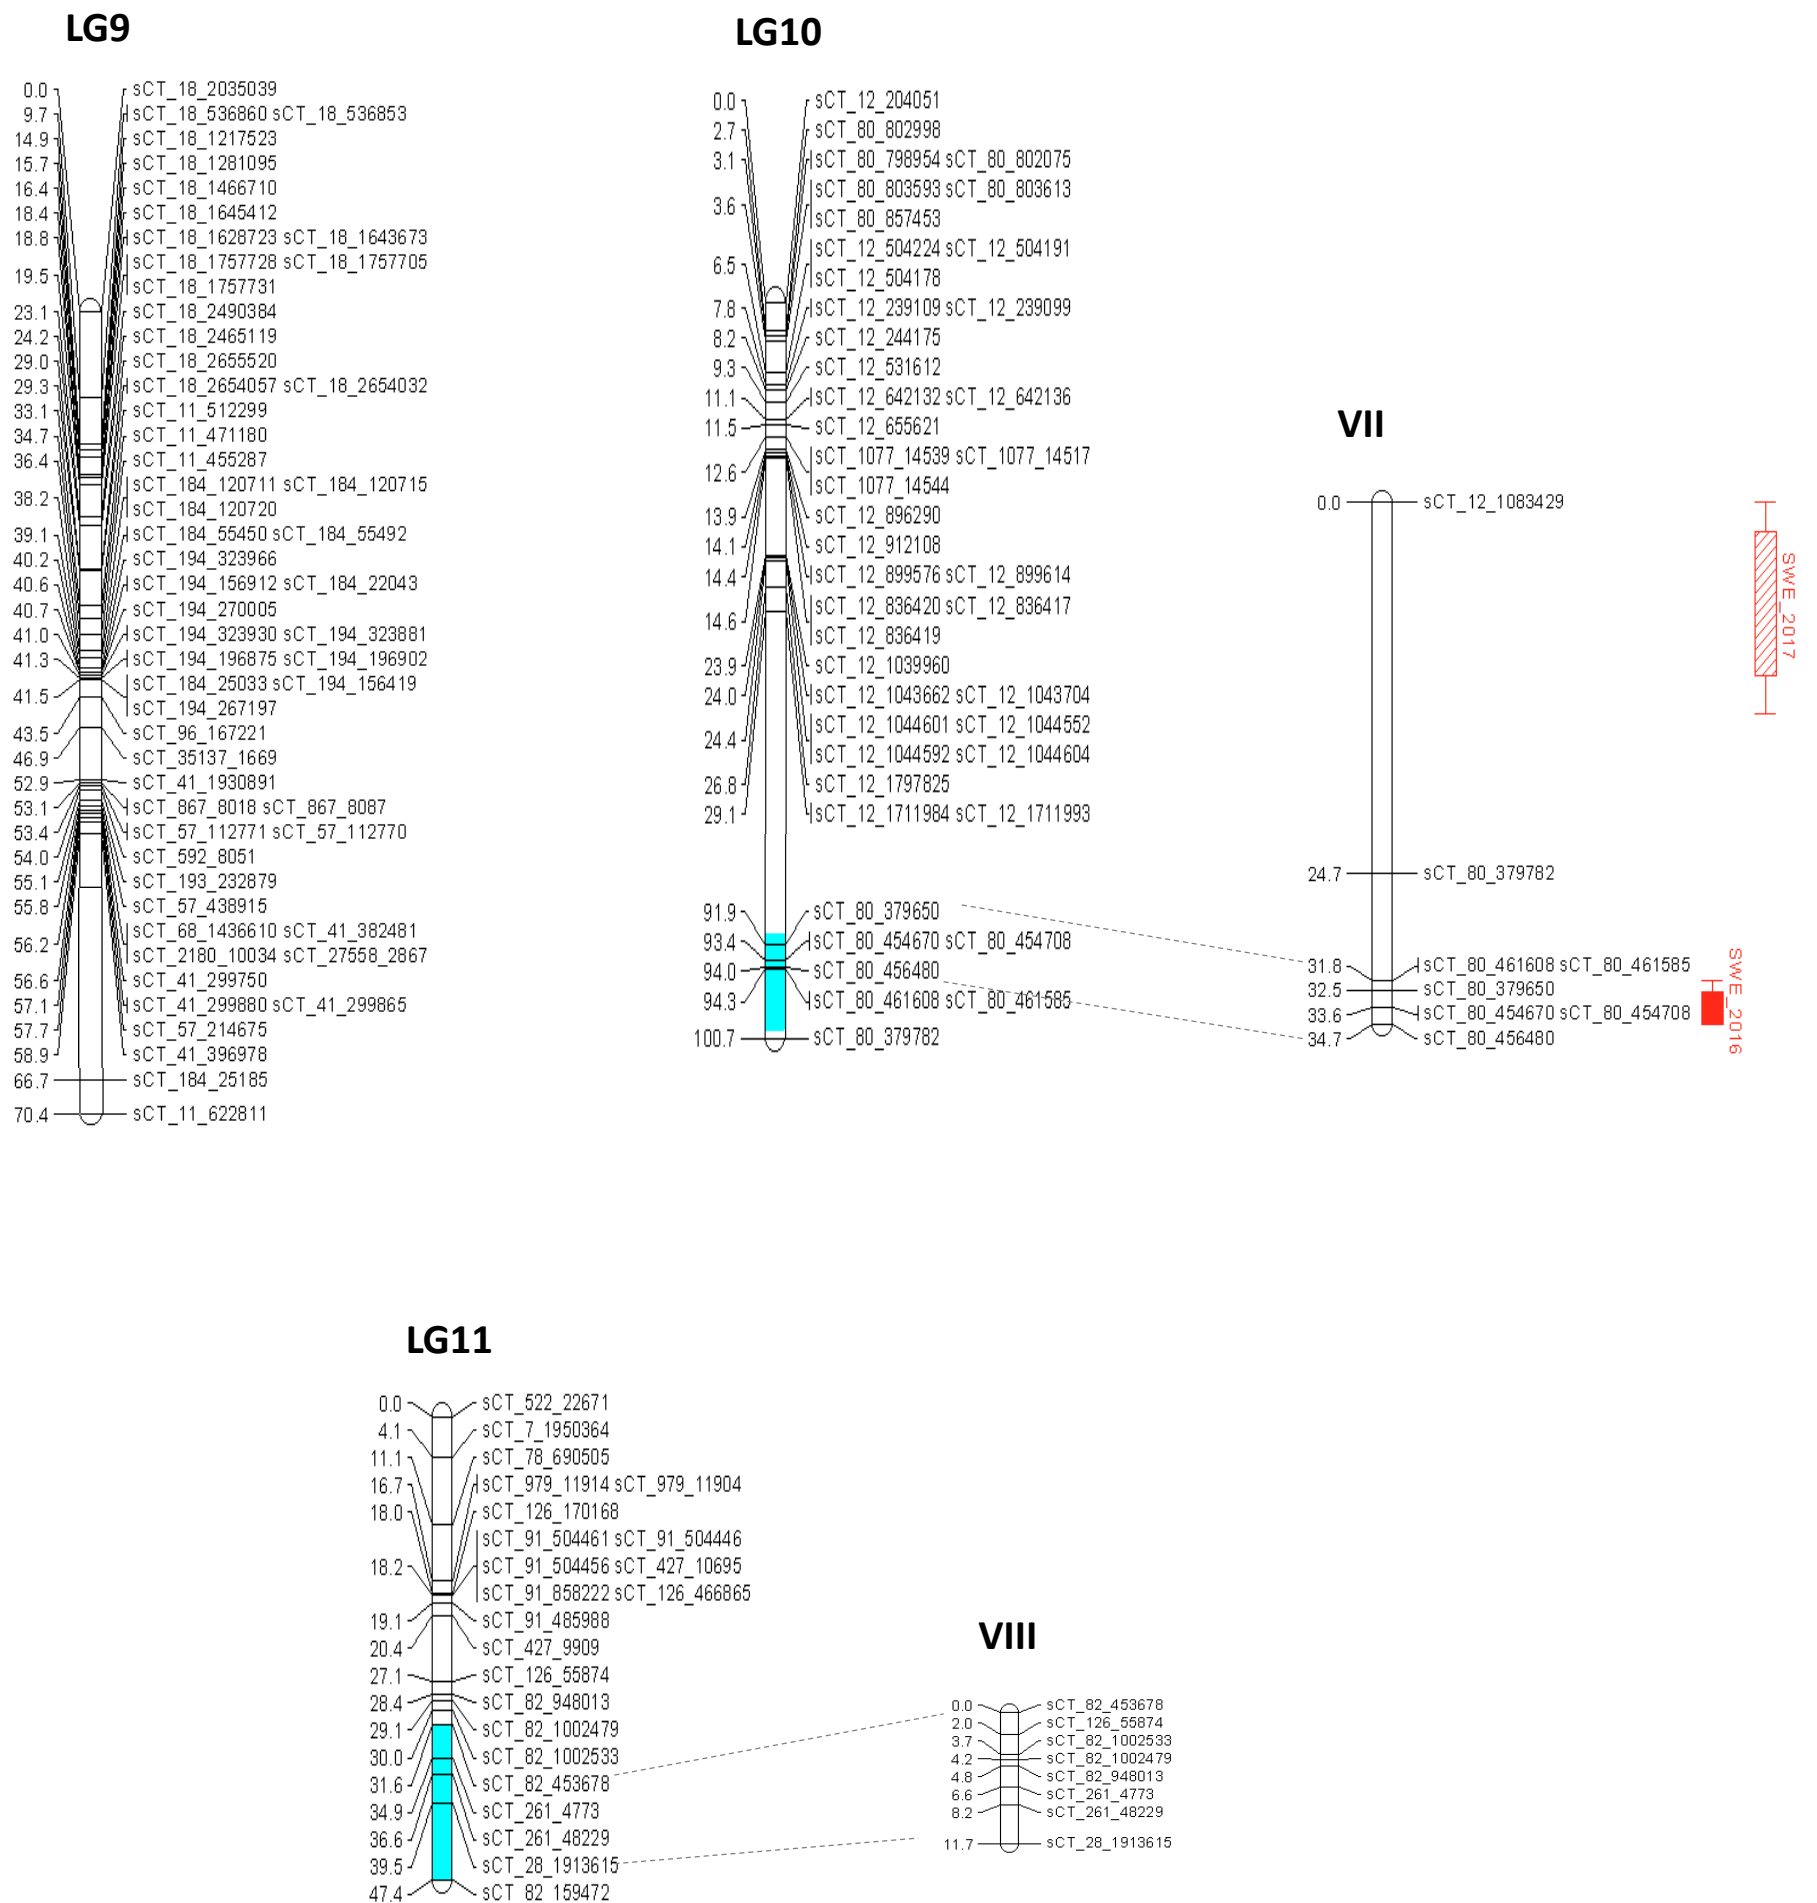 LG9
0.0 sCT_18_2035039
9.7 sCT_18_536860 sCT_18_536853
14.9 sCT_18_1217523
15.7 sCT_18_1281095
16.4 sCT_18_1466710
18.4 sCT_18_1645412
18.8 sCT_18_1628723 sCT_18_1643673
sCT_18_1757728 sCT_18_1757705
19.5 sCT_18_1757731
23.1 sCT_18_2490384
24.2 sCT_18_2465119
29.0 sCT_18_2655520
29.3 sCT_18_2654057 sCT_18_2654032
33.1 sCT_11_512299
34.7 sCT_11_471180
36.4 sCT_11_455287
sCT_184_120711 sCT_184_120715
38.2 sCT_184_120720
39.1 sCT_184_55450 sCT_184_55492
40.2 sCT_194_323966
40.6 sCT_194_156912 sCT_184_22043
40.7 sCT_194_270005
41.0 sCT_194_323930 sCT_194_323881
41.3 sCT_194_196875 sCT_194_196902
sCT_184_25033 sCT_194_156419
41.5 sCT_194_267197
43.5 sCT_96_167221
46.9 sCT_35137_1669
52.9 sCT_41_1930891
53.1 sCT_867_8018 sCT_867_8087
53.4 sCT_57_112771 sCT_57_112770
54.0 sCT_592_8051
55.1 sCT_193_232879
55.8 sCT_57_438915
sCT_68_1436610 sCT_41_382481
56.2 sCT_2180_10034 sCT_27558_2867
56.6 sCT_41_299750
57.1 sCT_41_299880 sCT_41_299865
57.7 sCT_57_214675
58.9 sCT_41_396978
66.7 sCT_184_25185
70.4 sCT_11_622811
LG10
0.0 sCT_12_204051
2.7 sCT_80_802998
3.1 sCT_80_798954 sCT_80_802075
sCT_80_803593 sCT_80_803613
3.6 sCT_80_857453
sCT_12_504224 sCT_12_504191
6.5 sCT_12_504178
7.8 sCT_12_239109 sCT_12_239099
8.2 sCT_12_244175
9.3 sCT_12_531612
11.1 sCT_12_642132 sCT_12_642136
11.5 sCT_12_655621
sCT_1077_14539 sCT_1077_14517
12.6 sCT_1077_14544
13.9 sCT_12_896290
14.1 sCT_12_912108
14.4 sCT_12_899576 sCT_12_899614
sCT_12_836420 sCT_12_836417
14.6 sCT_12_836419
23.9 sCT_12_1039960
24.0 sCT_12_1043662 sCT_12_1043704
sCT_12_1044601 sCT_12_1044552
24.4 sCT_12_1044592 sCT_12_1044604
26.8 sCT_12_1797825
29.1 sCT_12_1711984 sCT_12_1711993
91.9 sCT_80_379650
93.4 sCT_80_454670 sCT_80_454708
94.0 sCT_80_456480
94.3 sCT_80_461608 sCT_80_461585
100.7 sCT_80_379782
VII
0.0 sCT_12_1083429
24.7 sCT_80_379782
31.8 sCT_80_461608 sCT_80_461585
32.5 sCT_80_379650
33.6 sCT_80_454670 sCT_80_454708
34.7 sCT_80_456480
SWE_2017
SWE_2016
LG11
0.0 sCT_522_22671
4.1 sCT_7_1950364
11.1 sCT_78_690505
16.7 sCT_979_11914 sCT_979_11904
18.0 sCT_126_170168
sCT_91_504461 sCT_91_504446
18.2 sCT_91_504456 sCT_427_10695
sCT_91_858222 sCT_126_466865
19.1 sCT_91_485988
20.4 sCT_427_9909
27.1 sCT_126_55874
28.4 sCT_82_948013
29.1 sCT_82_1002479
30.0 sCT_82_1002533
31.6 sCT_82_453678
34.9 sCT_261_4773
36.6 sCT_261_48229
39.5 sCT_28_1913615
47.4 sCT_82_159472
VIII
0.0 sCT_82_453678
2.0 sCT_126_55874
3.7 sCT_82_1002533
4.2 sCT_82_1002479
4.8 sCT_82_948013
6.6 sCT_261_4773
8.2 sCT_261_48229
11.7 sCT_28_1913615